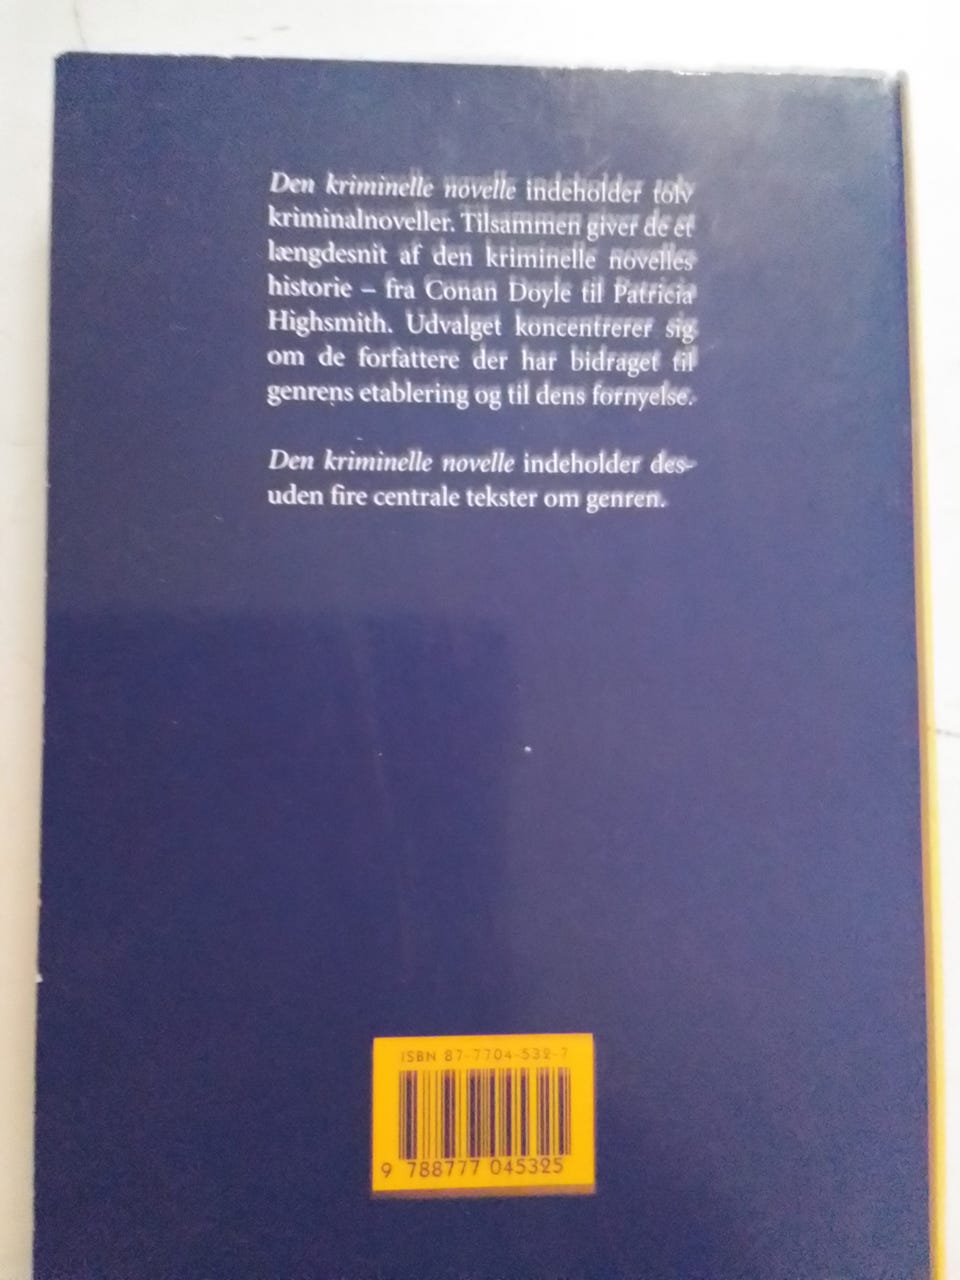 Den kriminelle novelle indeholder tolv
kriminalnoveller. Tilsammen giver de et
længdesnit af den kriminelle novelles
historie – fra Conan Doyle til Patricia
Highsmith. Udvalget koncentrerer sig
om de forfattere der har bidraget til
genrens etablering og til dens fornyelse.
Den kriminelle novelle indeholder des-
uden fire centrale tekster om genren.
ISBN 87-7704-532-7
9 788777 045325